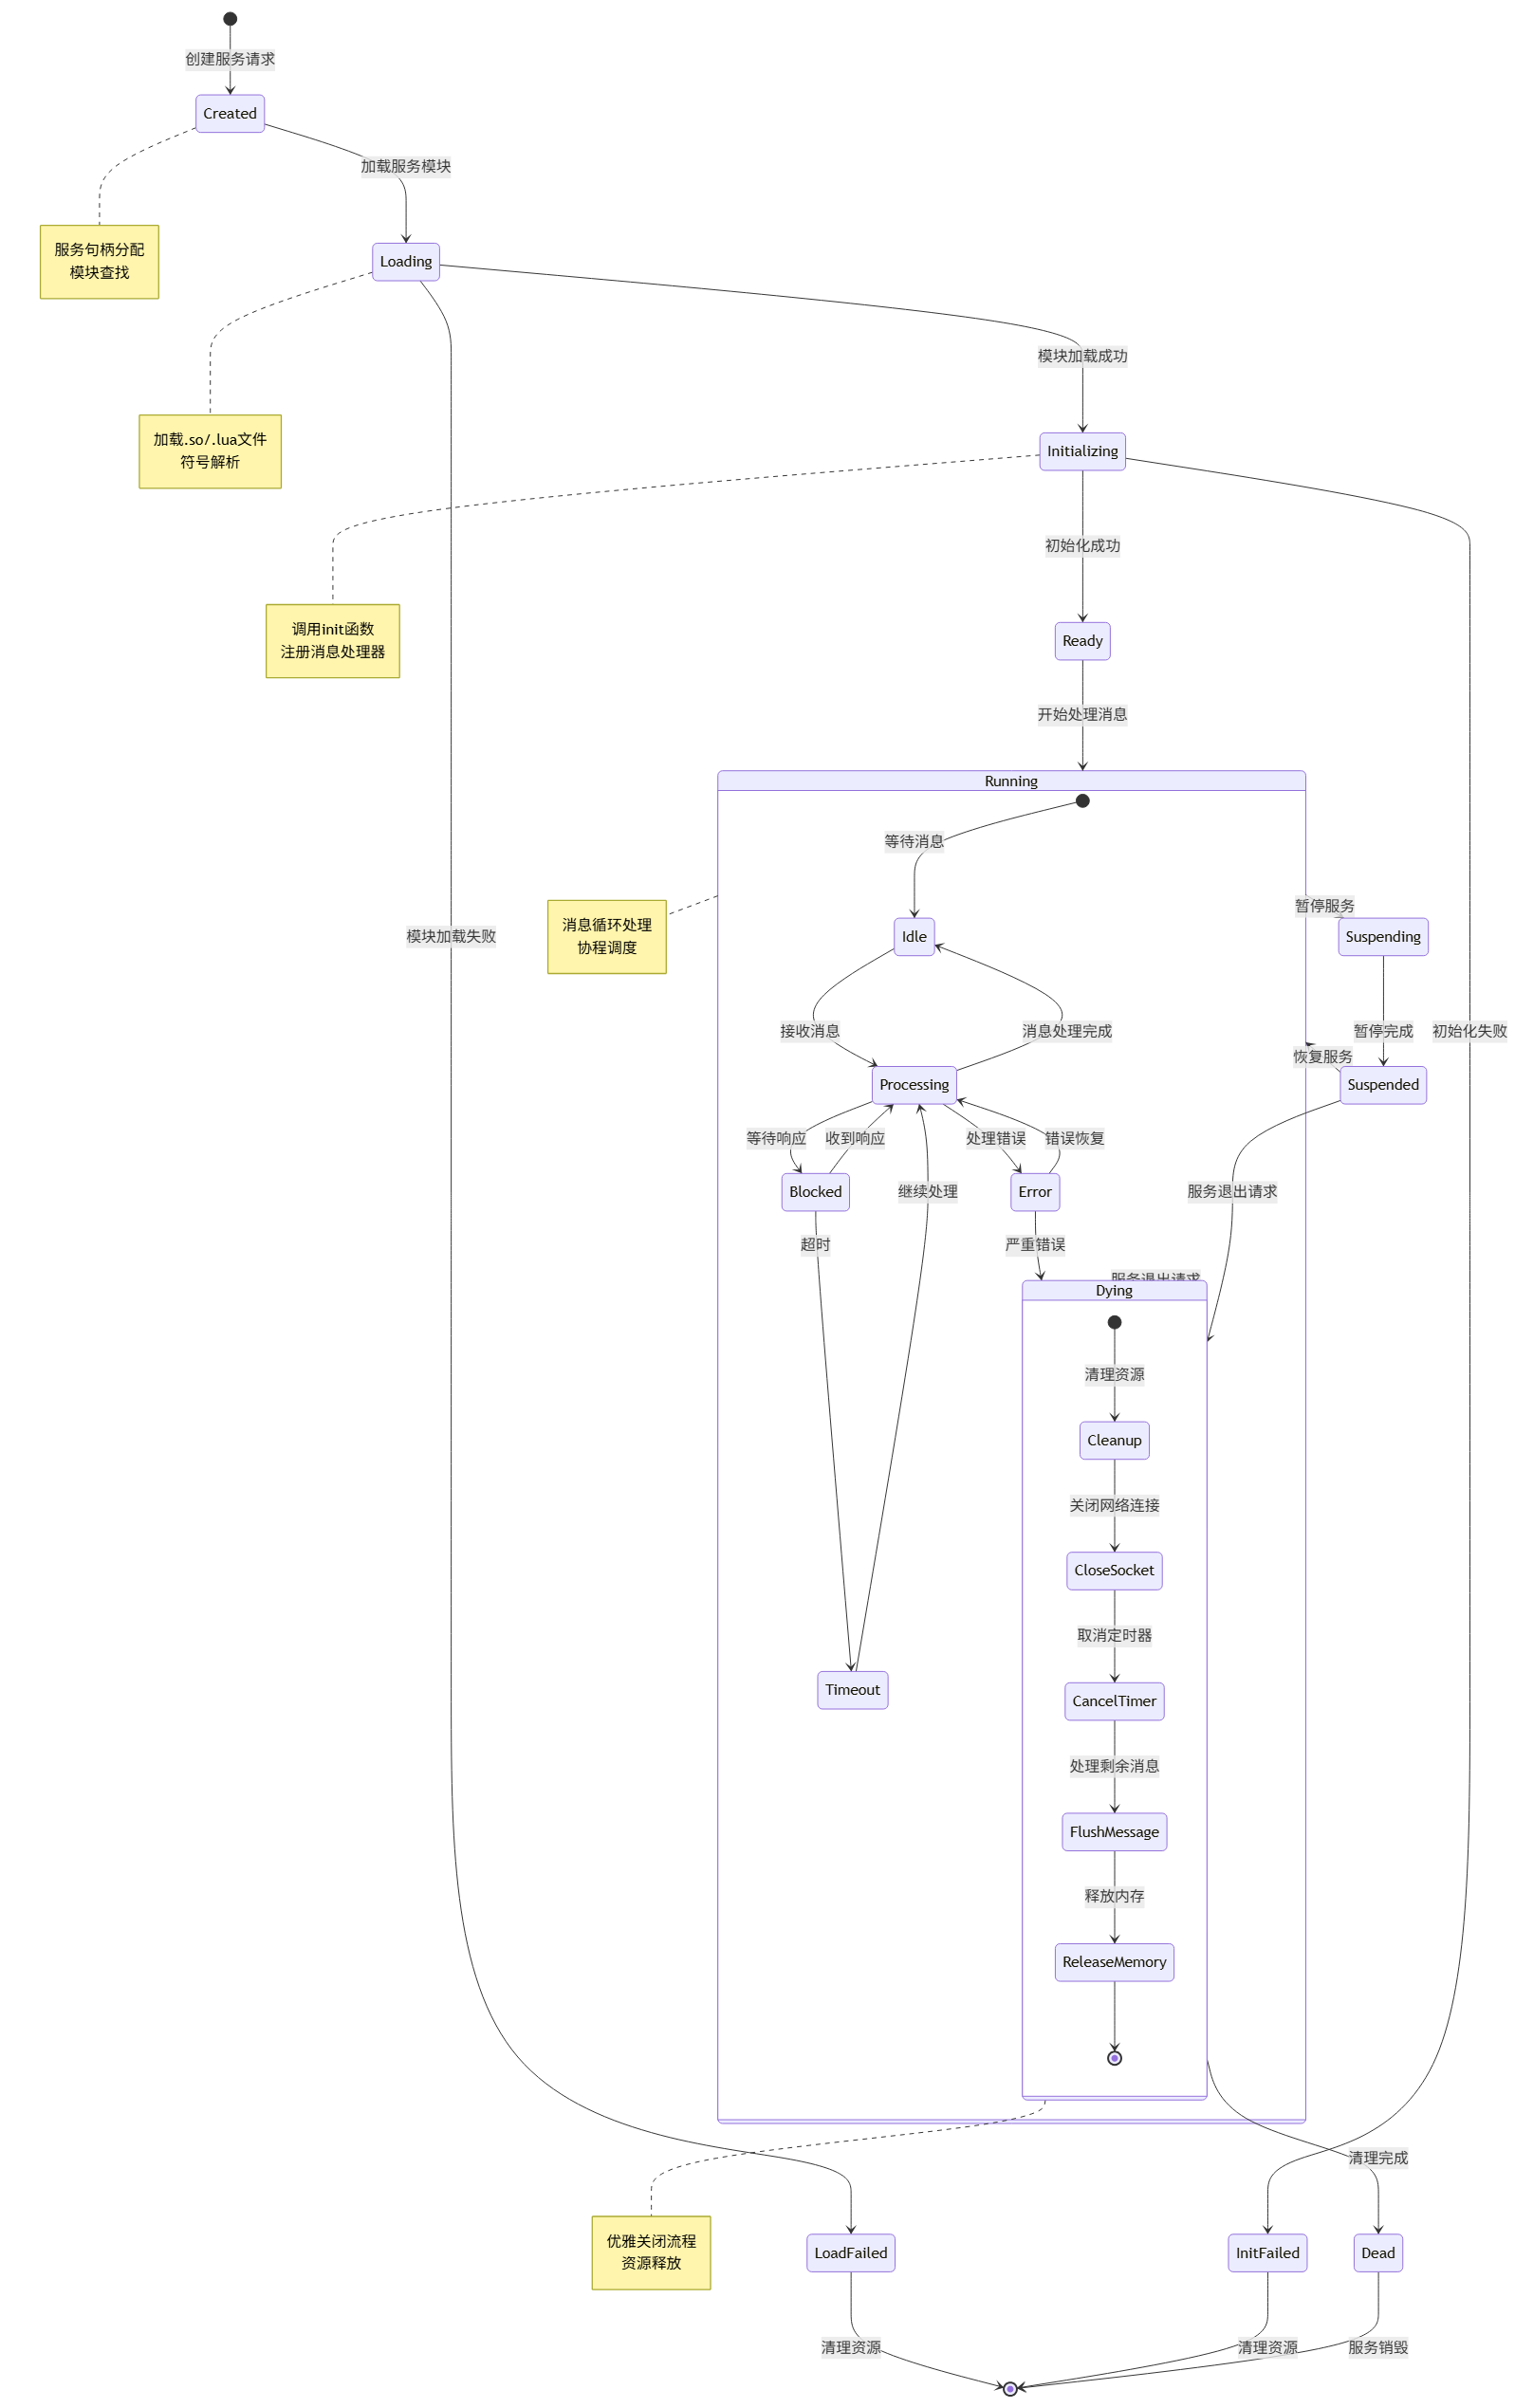 创建服务请求
Created
加载服务模块
服务句柄分配
模块查找
Loading
模块加载成功
加载.so/.lua文件
符号解析
Initializing
初始化成功
调用init函数
注册消息处理器
Ready
开始处理消息
Running
等待消息
消息循环处理
协程调度
Idle
暂停服务
Suspending
模块加载失败
接收消息
消息处理完成
暂停完成
初始化失败
恢复服务
Processing
Suspended
等待响应
收到响应
处理错误
错误恢复
Blocked
继续处理
Error
服务退出请求
超时
严重错误
服务退出请求
Dying
清理资源
Cleanup
关闭网络连接
CloseSocket
取消定时器
Timeout
CancelTimer
处理剩余消息
FlushMessage
释放内存
ReleaseMemory
清理完成
优雅关闭流程
资源释放
LoadFailed
InitFailed
Dead
清理资源
清理资源
服务销毁